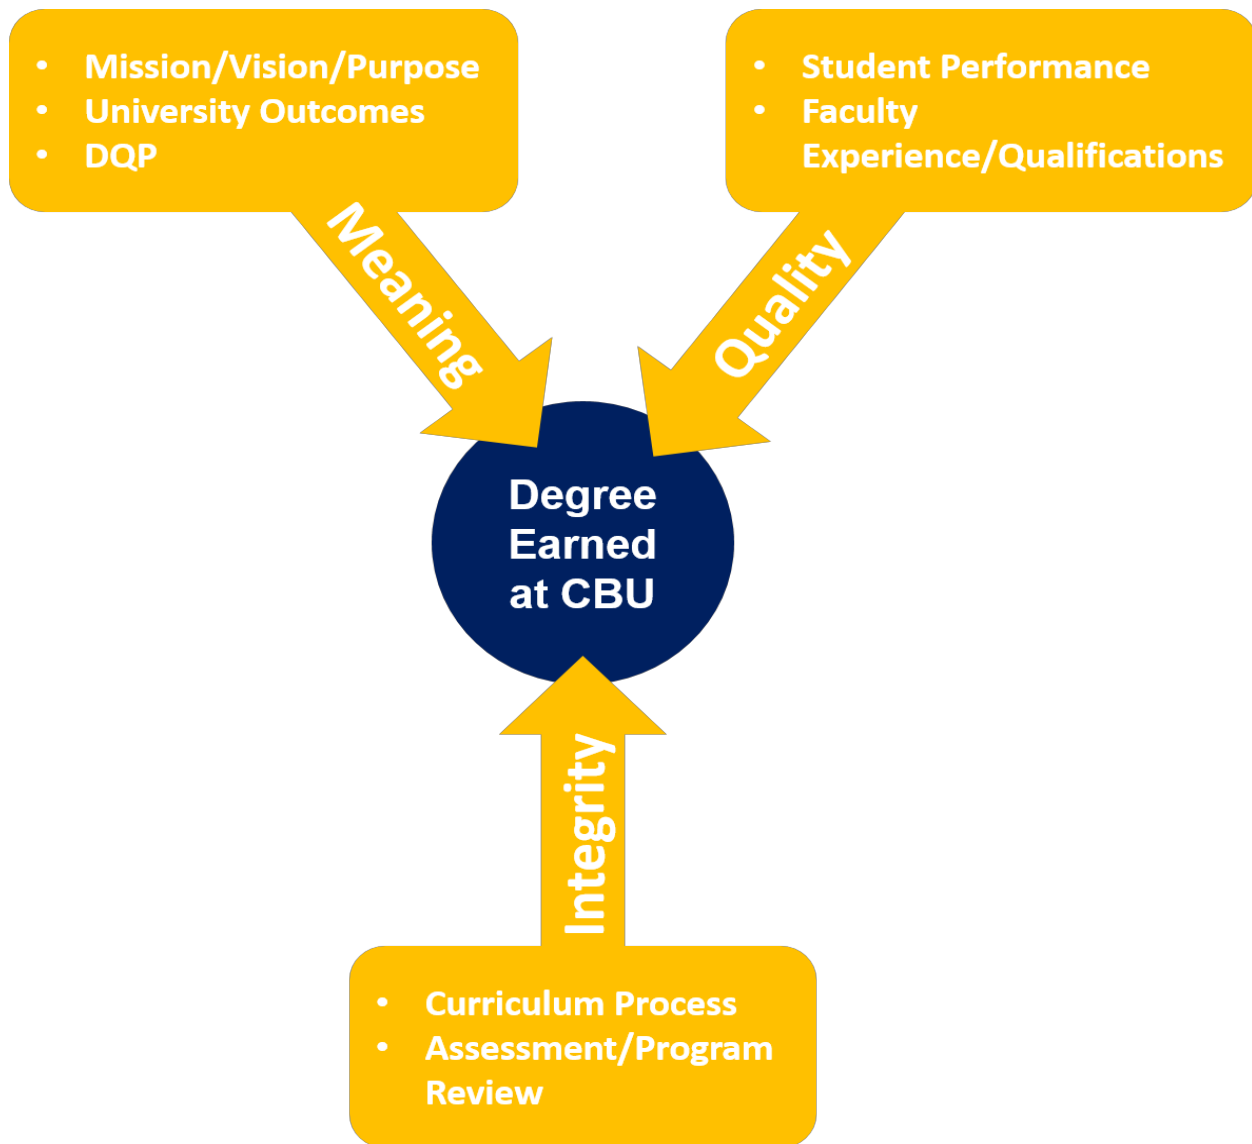 • Mission/Vision/Purpose
• University Outcomes
• DQP
• Student Performance
• Faculty
Experience/Qualifications
Meaning
Quality
Degree
Earned
at CBU
Integrity
• Curriculum Process
• Assessment/Program
Review